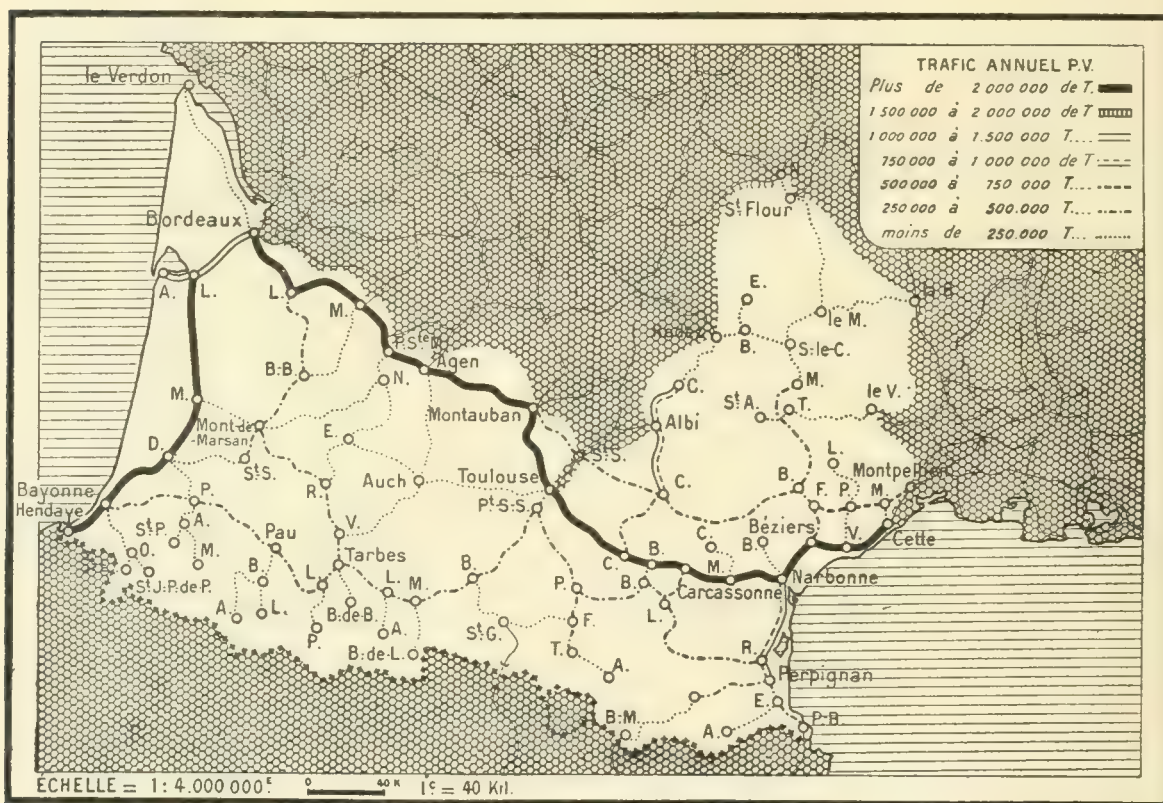 TRAFIC ANNUEL P.V.
Plus de 2 000 000 de T.
1 500 000 à 2 000 000 de T
1 000 000 à 1.500 000 T....
750 000 à 1 000 000 de T
500 000 à 750 000 T....
250 000 à 500.000 T....
moins de 250.000 T...
le Verdon
N.
St Flour
Bordeaux
A.
L.
L.
M.
E.
le M.
la B.
Rodez
B.
S.-le-C.
P. Ste M.
Agen
B.-B.
N.
C.
M.
St A.
T.
le V.
M.
Mont-de-
-Marsan
Montauban
Albi
E.
D.
St S.
St-S.
L.
Montpellier
Bayonne
Hendaye
P.
R.
Auch
Toulouse
Pt-S.-S.
C.
B.
F.
P.
M.
St P.
A.
O.
M.
Pau
V.
Tarbes
C.
Béziers
B.
V.
Cette
St J.-P.-de-P.
B.
L.
L.
M
B.
C.
B.
M.
Narbonne
Carcassonne
A.
L.
B.-de-B.
P.
B.
L.
P.
A.
St G.
F.
B.-de-L.
T.
A.
R.
Perpignan
E.
B.-M.
A.
P.-B.
ÉCHELLE = 1: 4.000.000E
0 40 K
1c = 40 Kil.